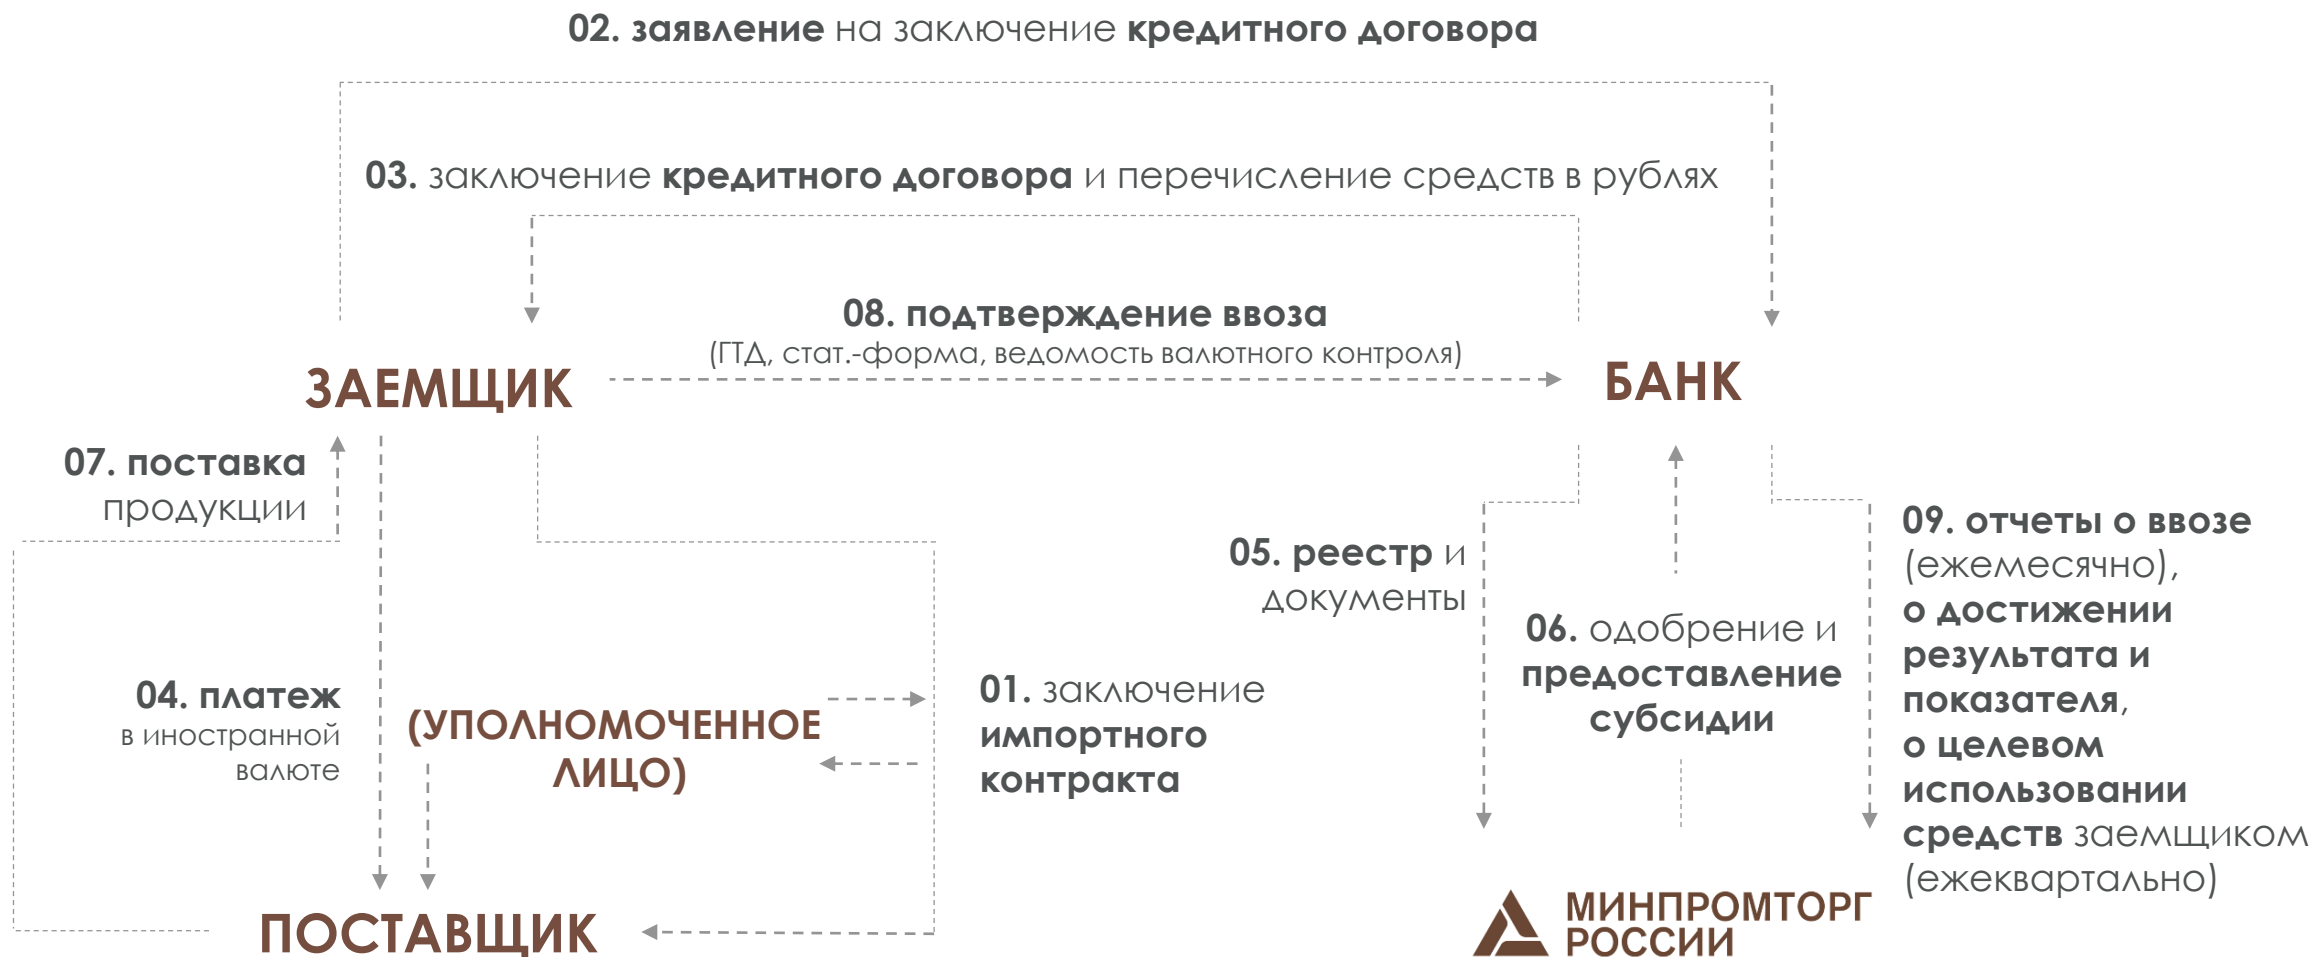 02. заявление на заключение кредитного договора
03. заключение кредитного договора и перечисление средств в рублях
08. подтверждение ввоза
(ГТД, стат.-форма, ведомость валютного контроля)
ЗАЕМЩИК
БАНК
07. поставка
продукции
05. реестр и
документы
09. отчеты о ввозе
(ежемесячно),
о достижении
результата и
показателя,
о целевом
использовании
средств заемщиком
(ежеквартально)
06. одобрение и
предоставление
субсидии
04. платеж
в иностранной
валюте
(УПОЛНОМОЧЕННОЕ
ЛИЦО)
01. заключение
импортного
контракта
ПОСТАВЩИК
МИНПРОМТОРГ
РОССИИ